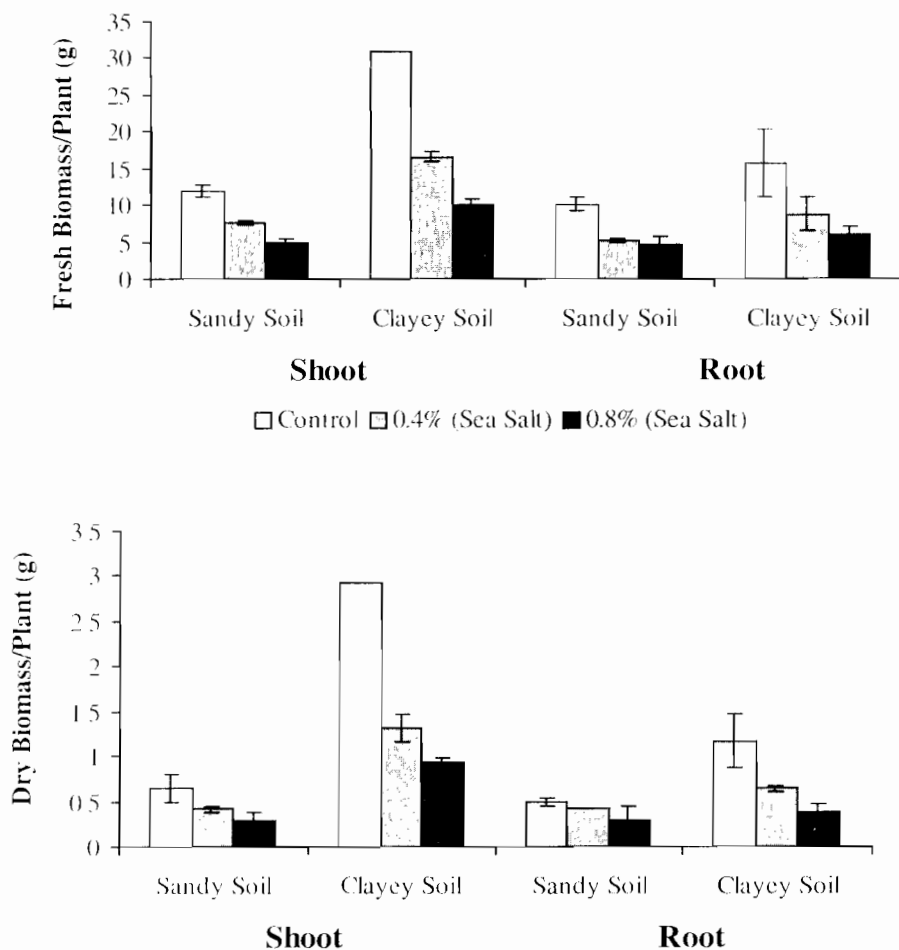 Fresh Biomass/Plant (g)
35
30
25
20
15
10
5
0
Sandy Soil Clayey Soil Sandy Soil Clayey Soil
Shoot Root
Control 0.4% (Sea Salt) 0.8% (Sea Salt)
Dry Biomass/Plant (g)
3 5
3
2 5
2
1 5
1
0 5
0
Sandy Soil Clayey Soil Sandy Soil Clayey Soil
Shoot Root